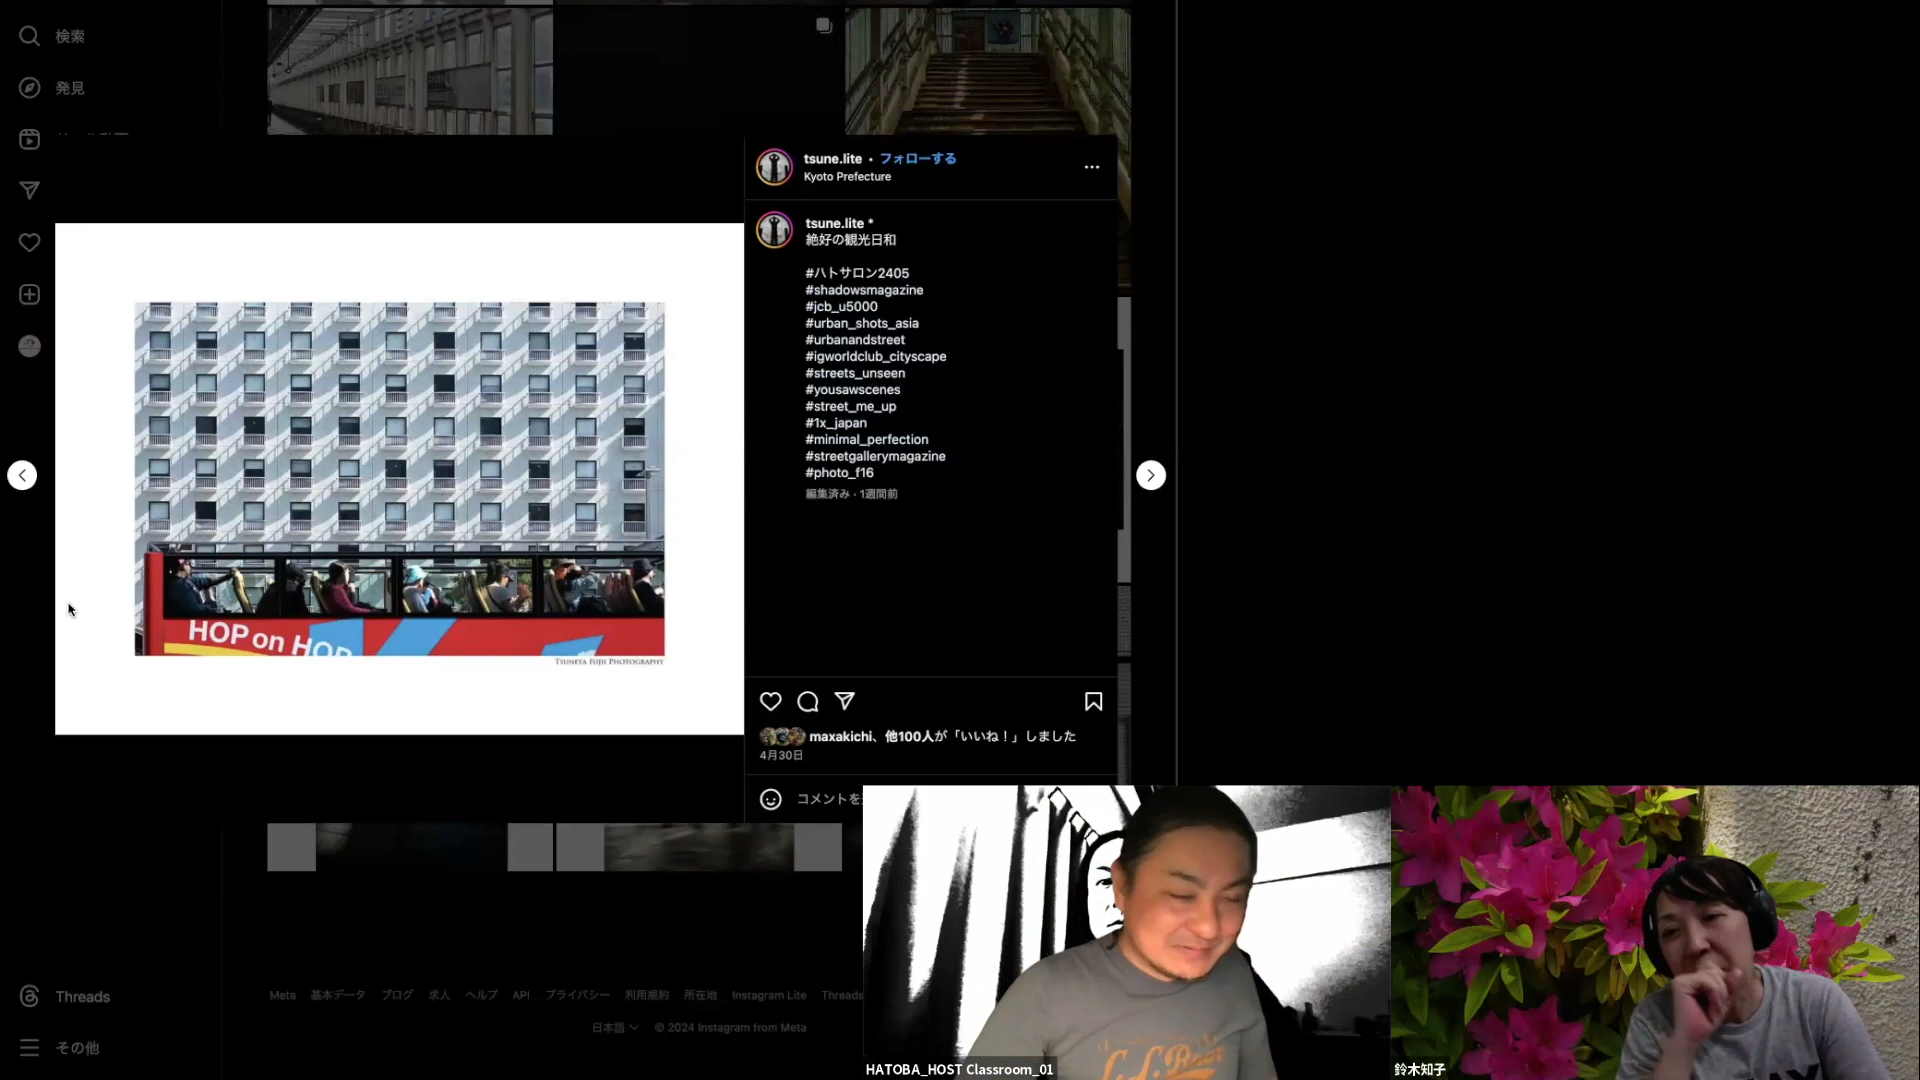 検索
発見
tsune.lite • フォローする
Kyoto Prefecture
tsune.lite *
絶好の観光日和
#ハトサロン2405
#shadowsmagazine
#jcb_u5000
#urban_shots_asia
#urbanandstreet
#igworldclub_cityscape
#streets_unseen
#yousawscenes
#street_me_up
#1x_japan
#minimal_perfection
#streetgallerymagazine
#photo_f16
編集済み・1週間前
HOP on HOP
TSUNEYA FUJII PHOTOGRAPHY
maxakichi、他100人が「いいね！」しました
4月30日
コメントを
Threads
その他
Meta 基本データ ブログ 求人 ヘルプ API プライバシー 利用規約 所在地 Instagram Lite Threads
日本語 © 2024 Instagram from Meta
HATOBA_HOST Classroom_01
鈴木知子